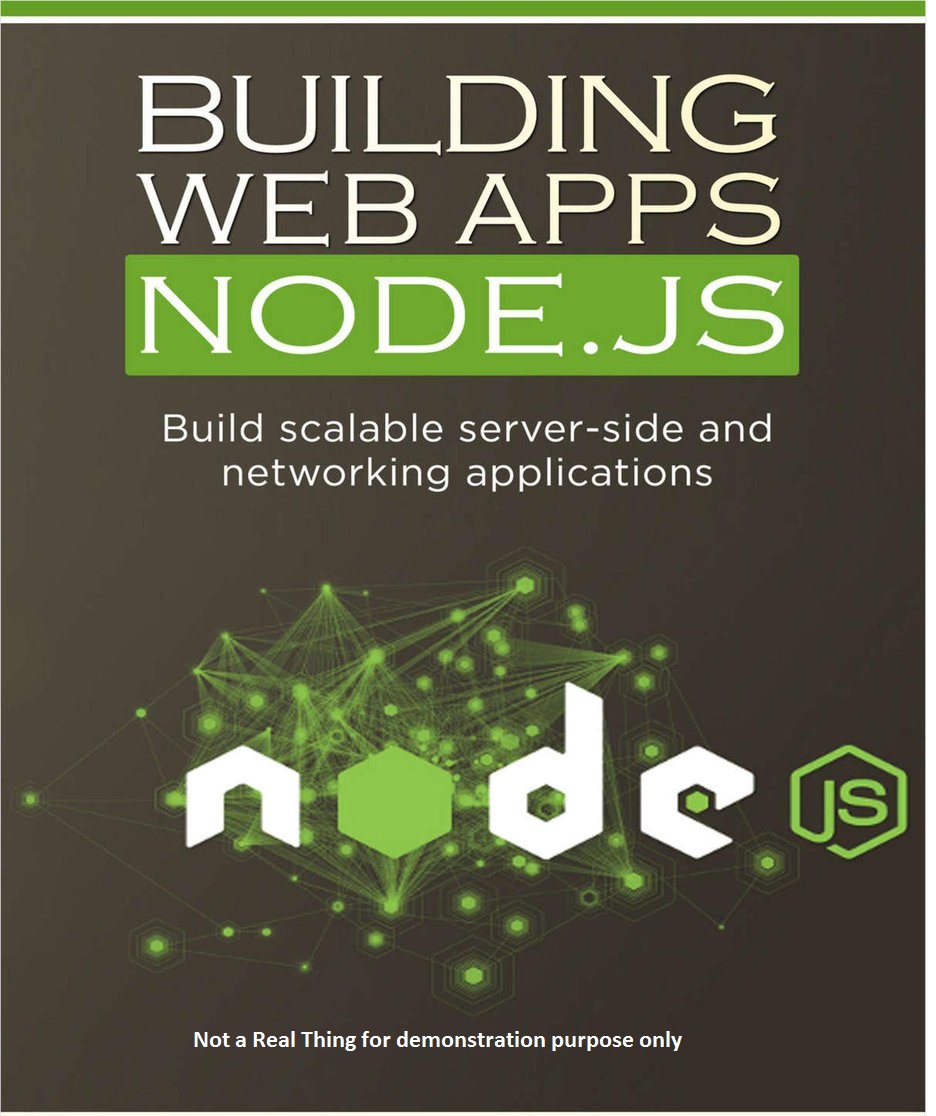 BUILDING
WEB APPS
NODE.JS
Build scalable server-side and
networking applications
node JS
Not a Real Thing for demonstration purpose only